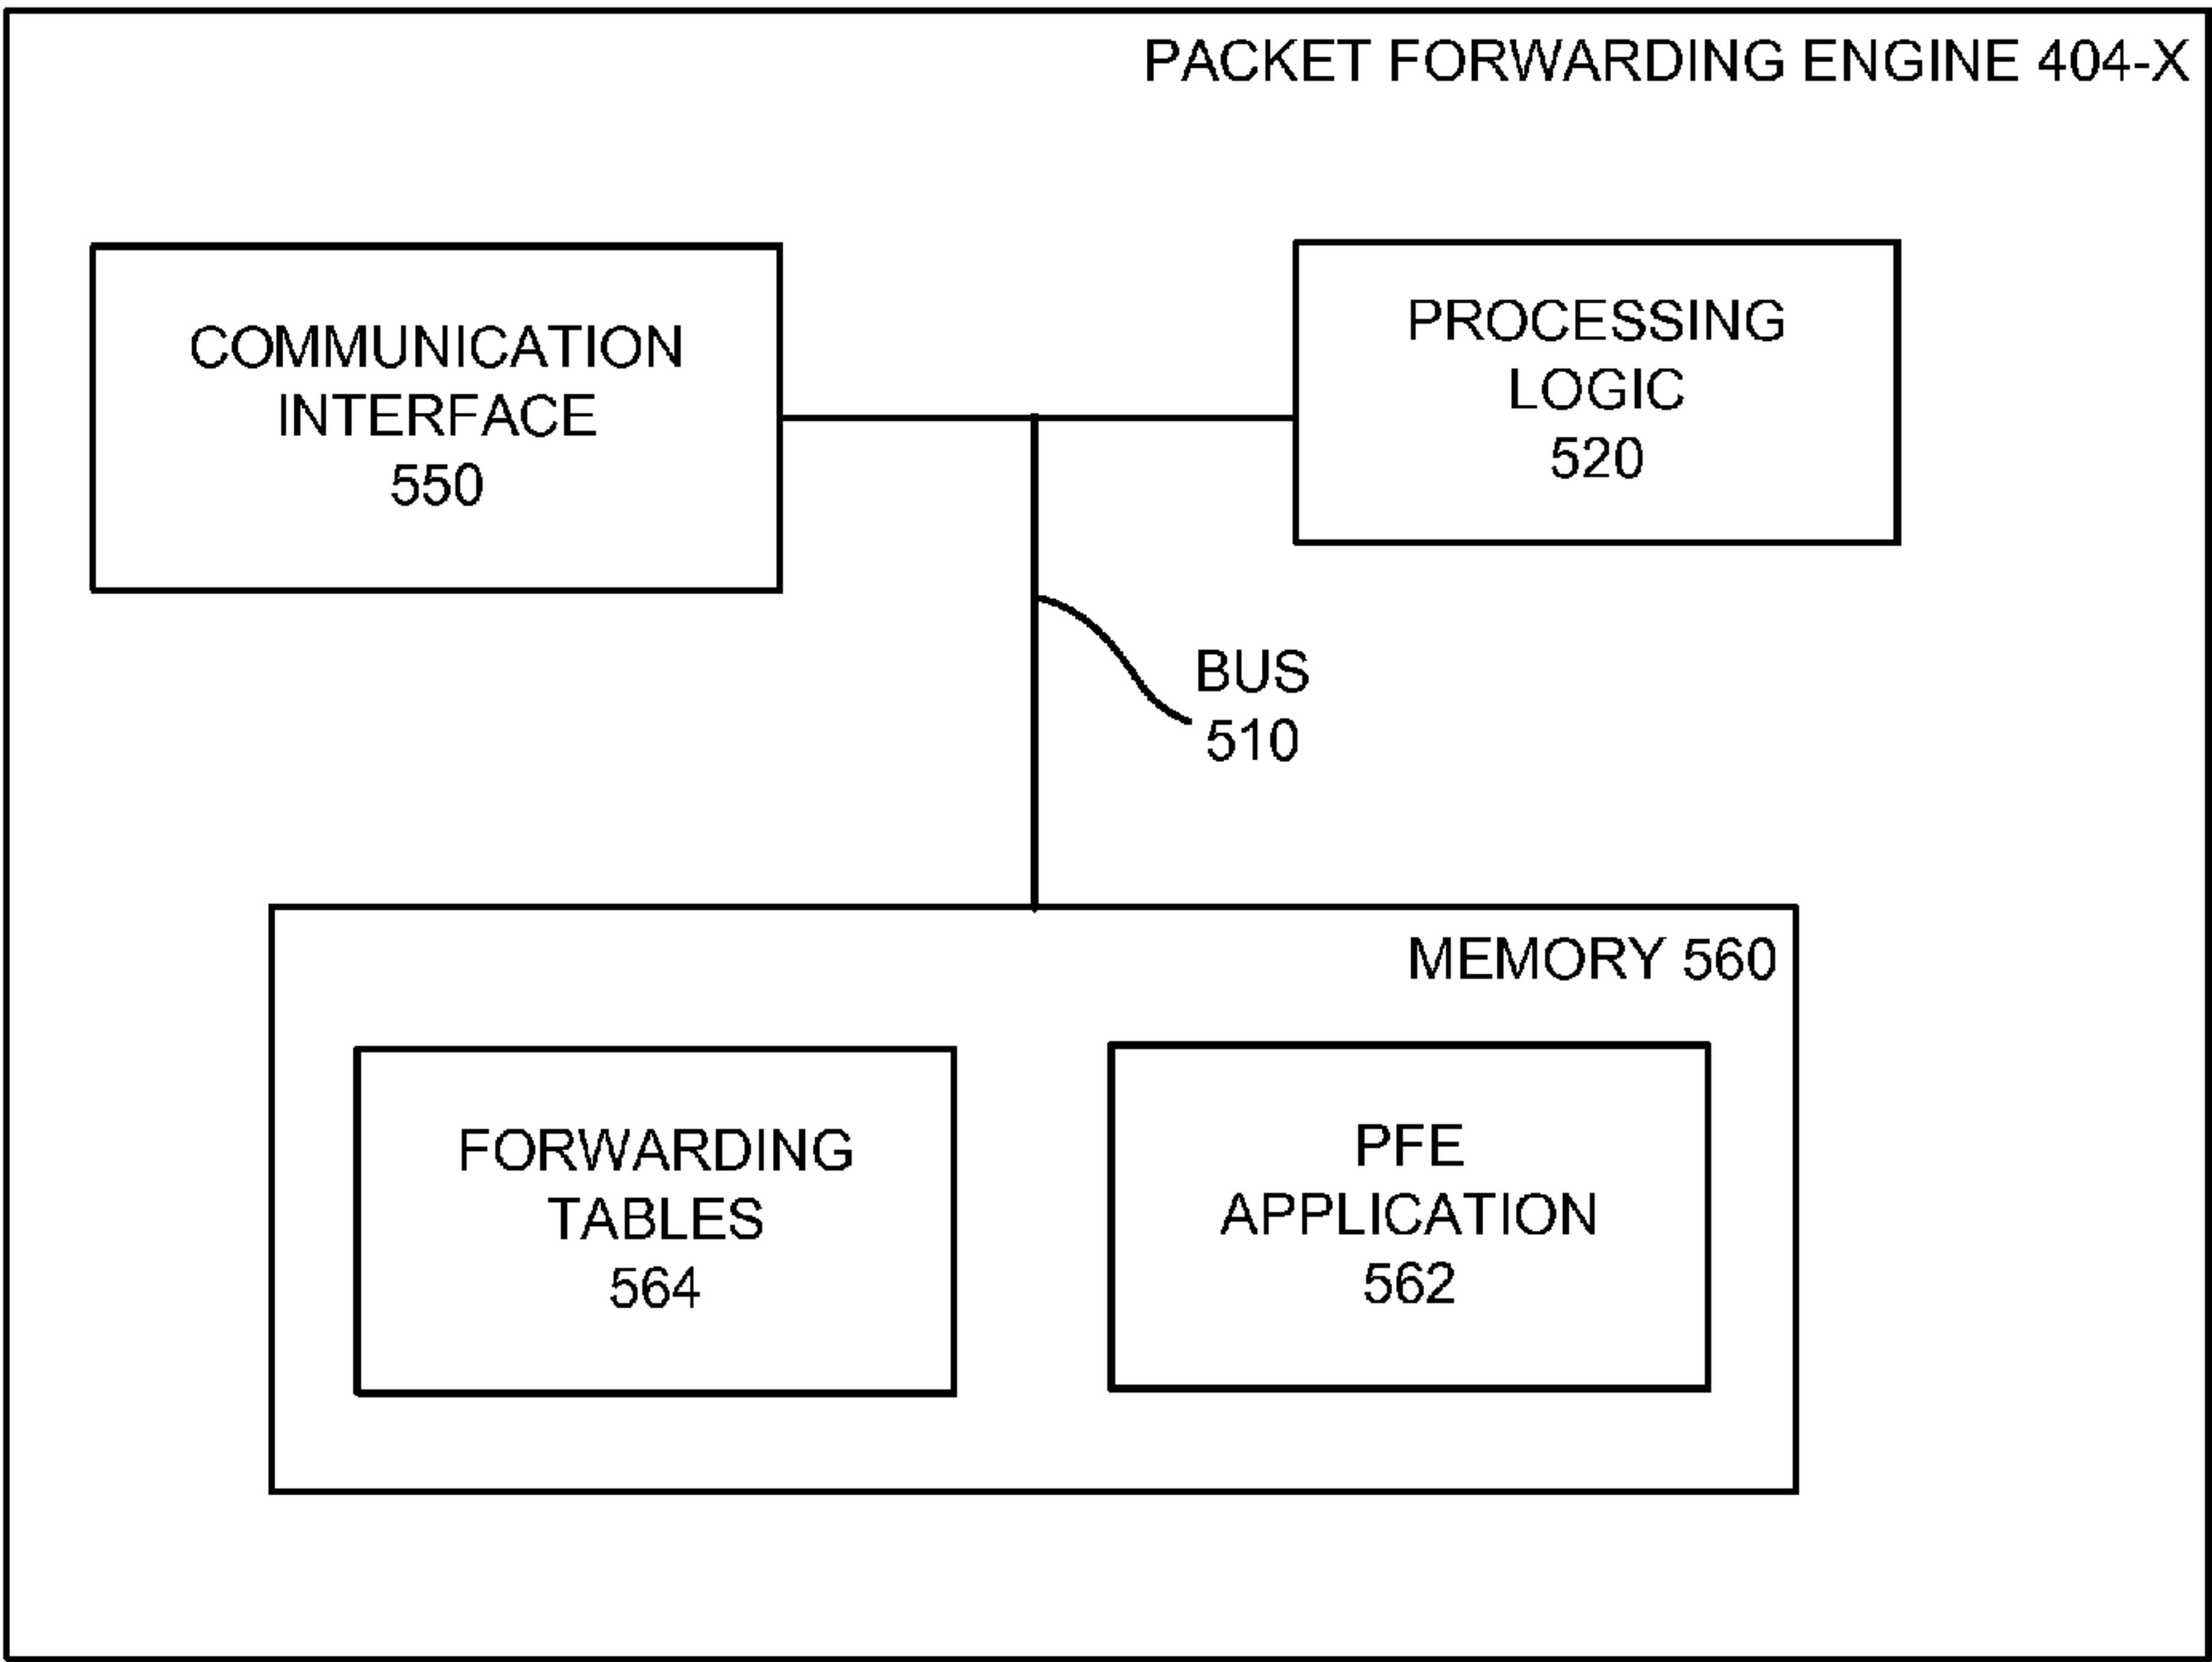 PACKET FORWARDING ENGINE 404-X
COMMUNICATION
INTERFACE
550
PROCESSING
LOGIC
520
BUS
510
MEMORY 560
FORWARDING
TABLES
564
PFE
APPLICATION
562